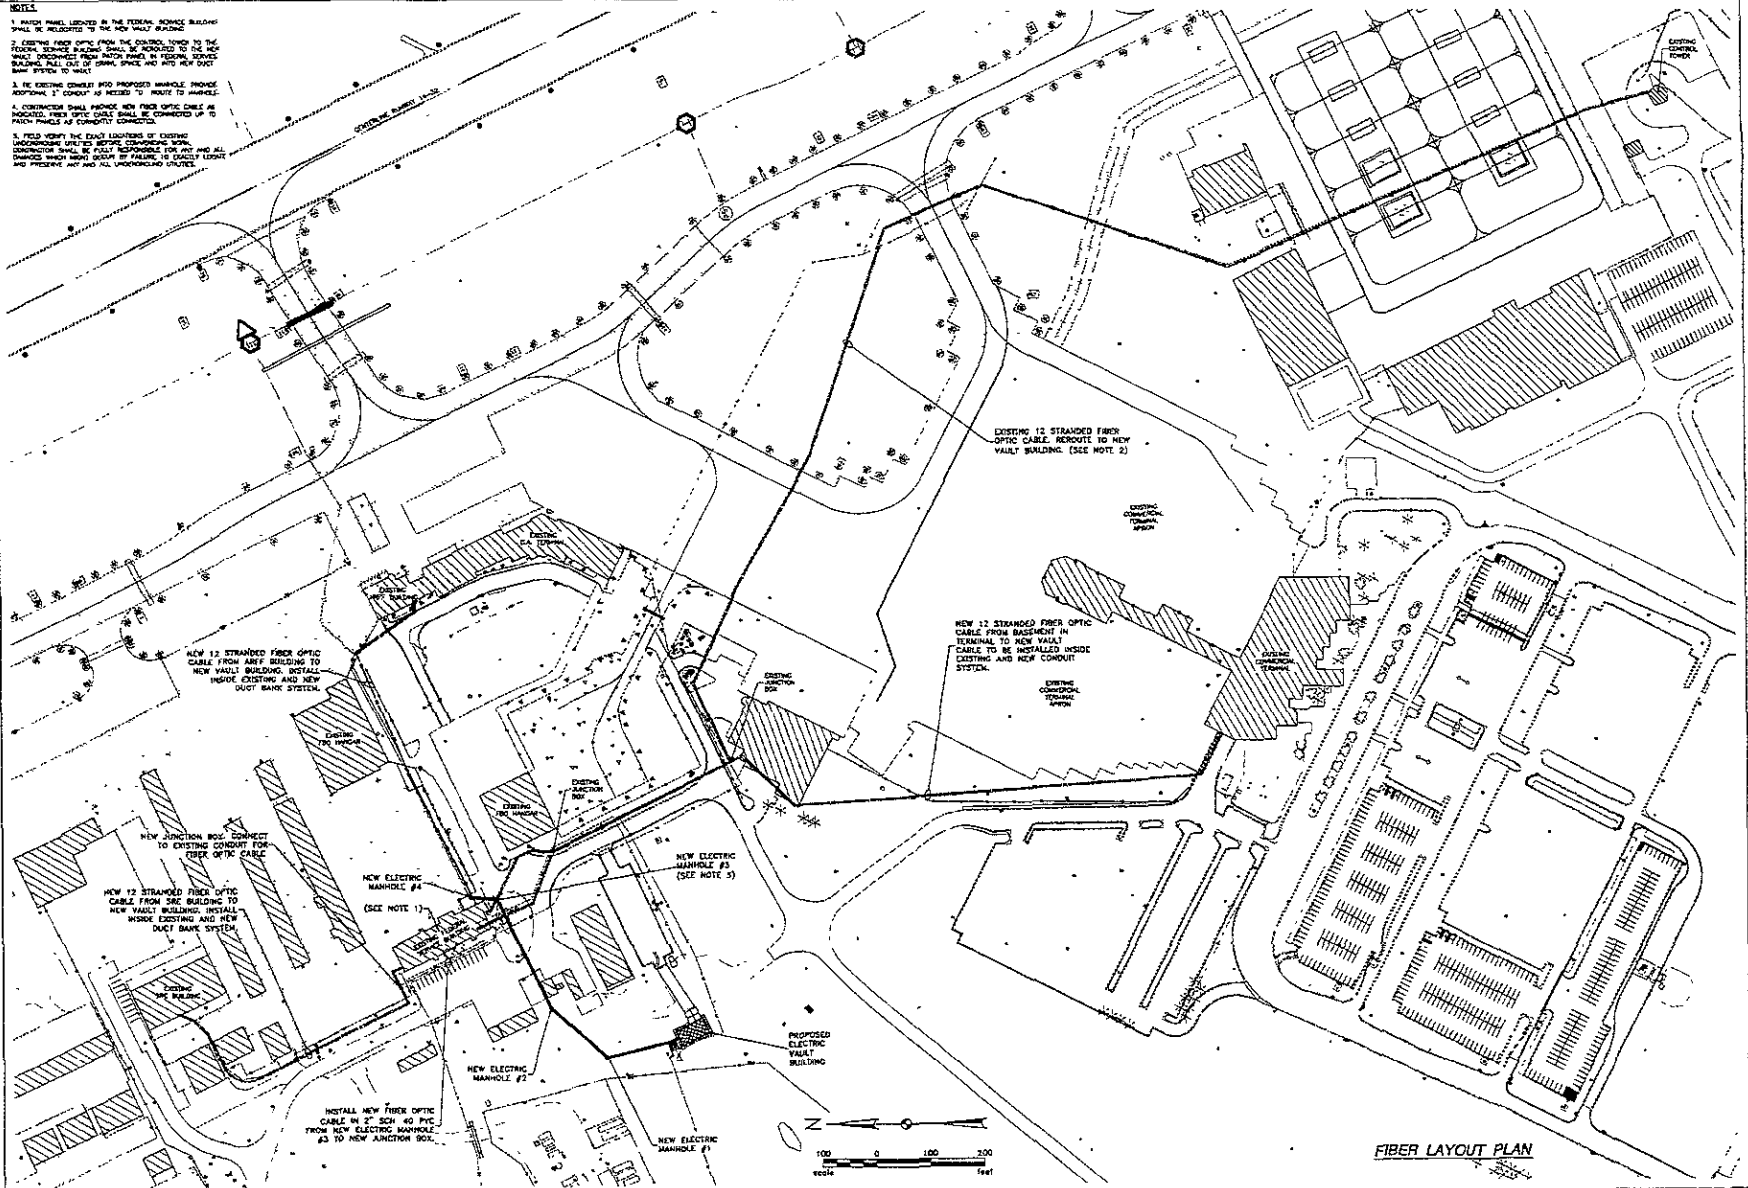 NOTES
1 PATCH PANEL LOCATED IN THE FEDERAL SERVICE BUILDING
SHALL BE RELOCATED TO THE NEW VAULT BUILDING
2 EXISTING FIBER OPTIC FROM THE CONTROL TOWER TO THE
FEDERAL SERVICE BUILDING SHALL BE REROUTED TO THE NEW
VAULT DISCONNECT FROM PATCH PANEL IN FEDERAL SERVICE
BUILDING, PULL OUT OF CRAWL SPACE AND INTO NEW DUCT
BANK SYSTEM TO VAULT
3. TIE EXISTING CONDUIT INTO PROPOSED MANHOLE. PROVIDE
ADDITIONAL 2" CONDUIT AS NEEDED TO ROUTE TO MANHOLE.
4. CONTRACTOR SHALL PROVIDE NEW FIBER OPTIC CABLE AS
INDICATED. FIBER OPTIC CABLE SHALL BE CONNECTED UP TO
PATCH PANELS AS CURRENTLY CONNECTED.
5. FIELD VERIFY THE EXACT LOCATIONS OF EXISTING
UNDERGROUND UTILITIES BEFORE COMMENCING WORK.
CONTRACTOR SHALL BE FULLY RESPONSIBLE FOR ANY AND ALL
DAMAGES WHICH MIGHT OCCUR BY FAILURE TO EXACTLY LOCATE
AND PRESERVE ANY AND ALL UNDERGROUND UTILITIES.
CENTERLINE RUNWAY 14-32
EXISTING
CONTROL
TOWER
EXISTING 12 STRANDED FIBER
OPTIC CABLE. REROUTE TO NEW
VAULT BUILDING. (SEE NOTE 2)
EXISTING
COMMERCIAL
TERMINAL
APRON
EXISTING
G.A. TERMINAL
EXISTING
BUILDING
NEW 12 STRANDED FIBER OPTIC
CABLE FROM BASEMENT IN
TERMINAL TO NEW VAULT
CABLE TO BE INSTALLED INSIDE
EXISTING AND NEW CONDUIT
SYSTEM.
EXISTING
COMMERCIAL
TERMINAL
NEW 12 STRANDED FIBER OPTIC
CABLE FROM ARFF BUILDING TO
NEW VAULT BUILDING. INSTALL
INSIDE EXISTING AND NEW
DUCT BANK SYSTEM.
EXISTING
JUNCTION
BOX
EXISTING
COMMERCIAL
TERMINAL
APRON
EXISTING
FBO HANGAR
EXISTING
JUNCTION
BOX
EXISTING
FBO HANGAR
NEW JUNCTION BOX. CONNECT
TO EXISTING CONDUIT FOR
FIBER OPTIC CABLE
NEW ELECTRIC
MANHOLE #4
(SEE NOTE 1)
NEW ELECTRIC
MANHOLE #3
(SEE NOTE 3)
NEW 12 STRANDED FIBER OPTIC
CABLE FROM SRE BUILDING TO
NEW VAULT BUILDING. INSTALL
INSIDE EXISTING AND NEW
DUCT BANK SYSTEM
EXISTING FEDERAL
BUILDING
EXISTING
SRE BUILDING
PROPOSED
ELECTRIC
VAULT
BUILDING
NEW ELECTRIC
MANHOLE #2
INSTALL NEW FIBER OPTIC
CABLE IN 2" SCH 40 PVC
FROM NEW ELECTRIC MANHOLE
#3 TO NEW JUNCTION BOX.
NEW ELECTRIC
MANHOLE #1
N
100 0 100 200
scale feet
FIBER LAYOUT PLAN